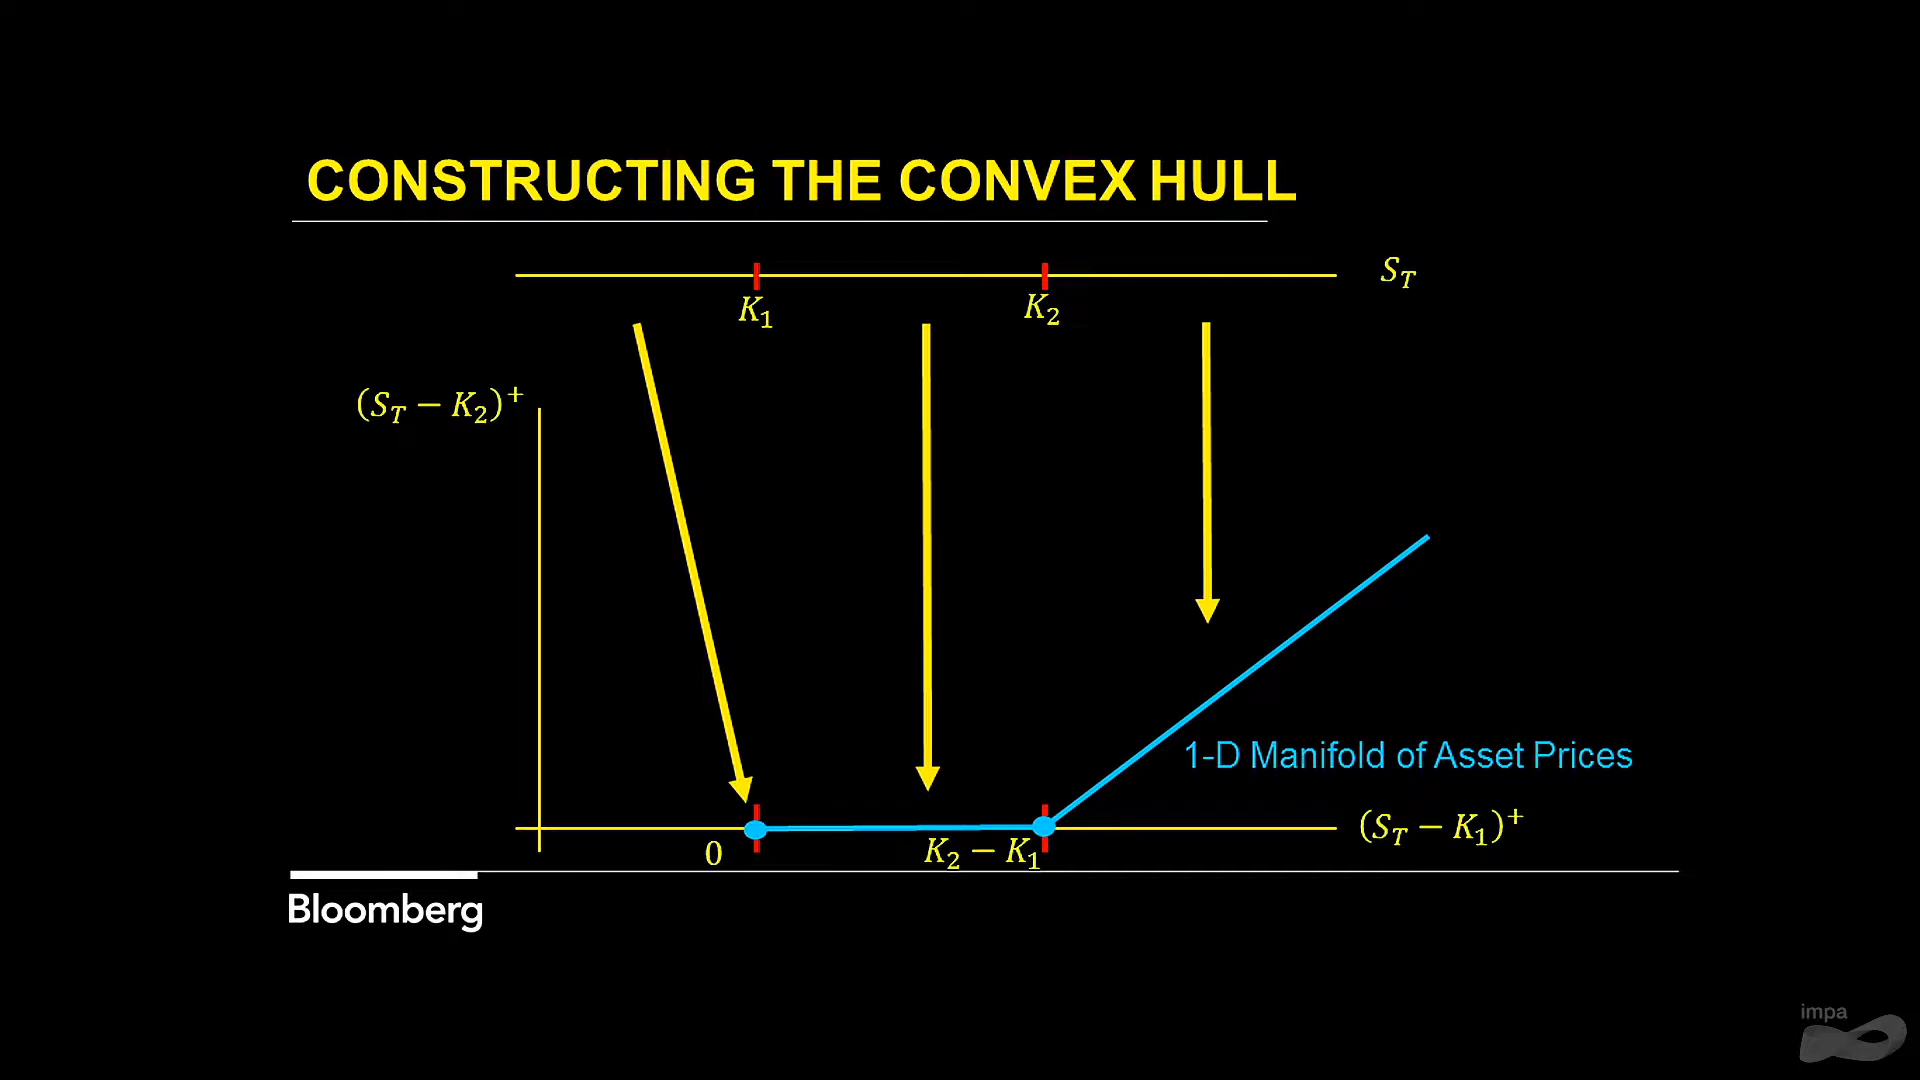 CONSTRUCTING THE CONVEX HULL
S_T
K_1
K_2
(S_T − K_2)^+
1-D Manifold of Asset Prices
(S_T − K_1)^+
0
K_2 − K_1
Bloomberg
impa